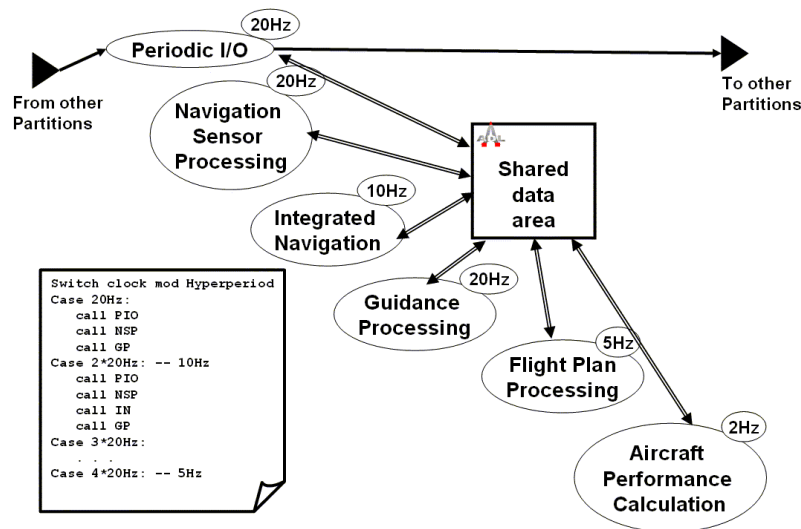 20Hz
Periodic I/O
From other
Partitions
To other
Partitions
20Hz
Navigation
Sensor
Processing
Shared
data
area
10Hz
Integrated
Navigation
20Hz
Guidance
Processing
5Hz
Flight Plan
Processing
2Hz
Aircraft
Performance
Calculation
Switch clock mod Hyperperiod
Case 20Hz:
call PIO
call NSP
call GP
Case 2*20Hz: -- 10Hz
call PIO
call NSP
call IN
call GP
Case 3*20Hz:
. . .
Case 4*20Hz: -- 5Hz